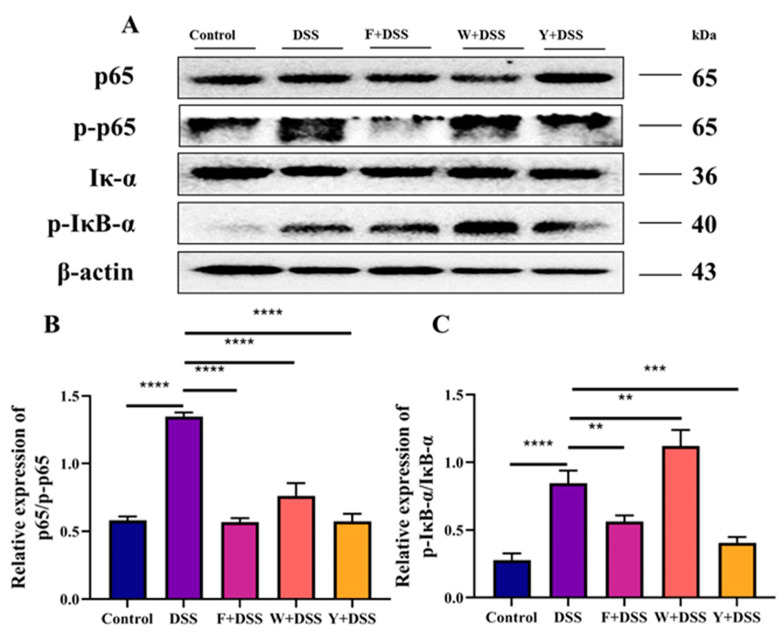 A
Control DSS F+DSS W+DSS Y+DSS kDa
p65 65
p-p65 65
Iκ-α 36
p-IκB-α 40
β-actin 43
B
Relative expression of
p65/p-p65
1.5
1.0
0.5
0.0
****
****
****
****
Control DSS F+DSS W+DSS Y+DSS
C
Relative expression of
p-IκB-α/IκB-α
1.5
1.0
0.5
0.0
***
**
**
****
Control DSS F+DSS W+DSS Y+DSS